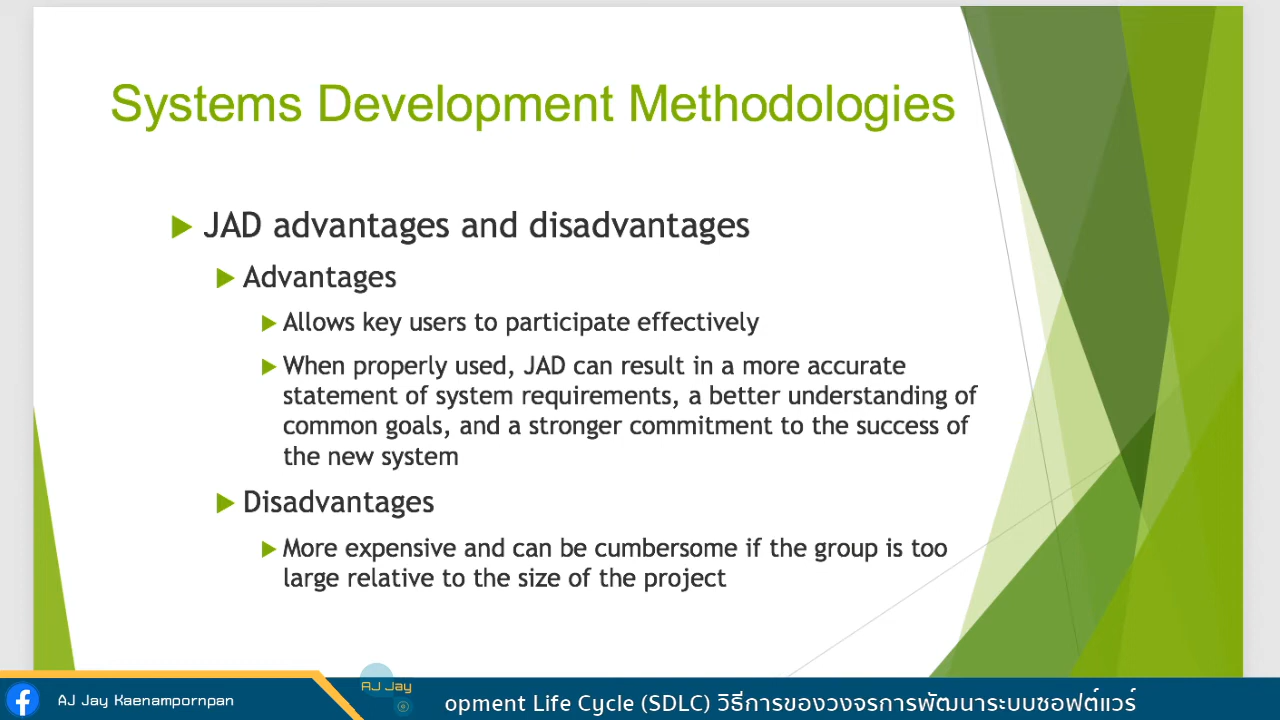 Systems Development Methodologies
JAD advantages and disadvantages
Advantages
Allows key users to participate effectively
When properly used, JAD can result in a more accurate
statement of system requirements, a better understanding of
common goals, and a stronger commitment to the success of
the new system
Disadvantages
More expensive and can be cumbersome if the group is too
large relative to the size of the project
AJ Jay Kaenampornpan
AJ Jay
opment Life Cycle (SDLC) วิธีการของวงจรการพัฒนาระบบซอฟต์แวร์